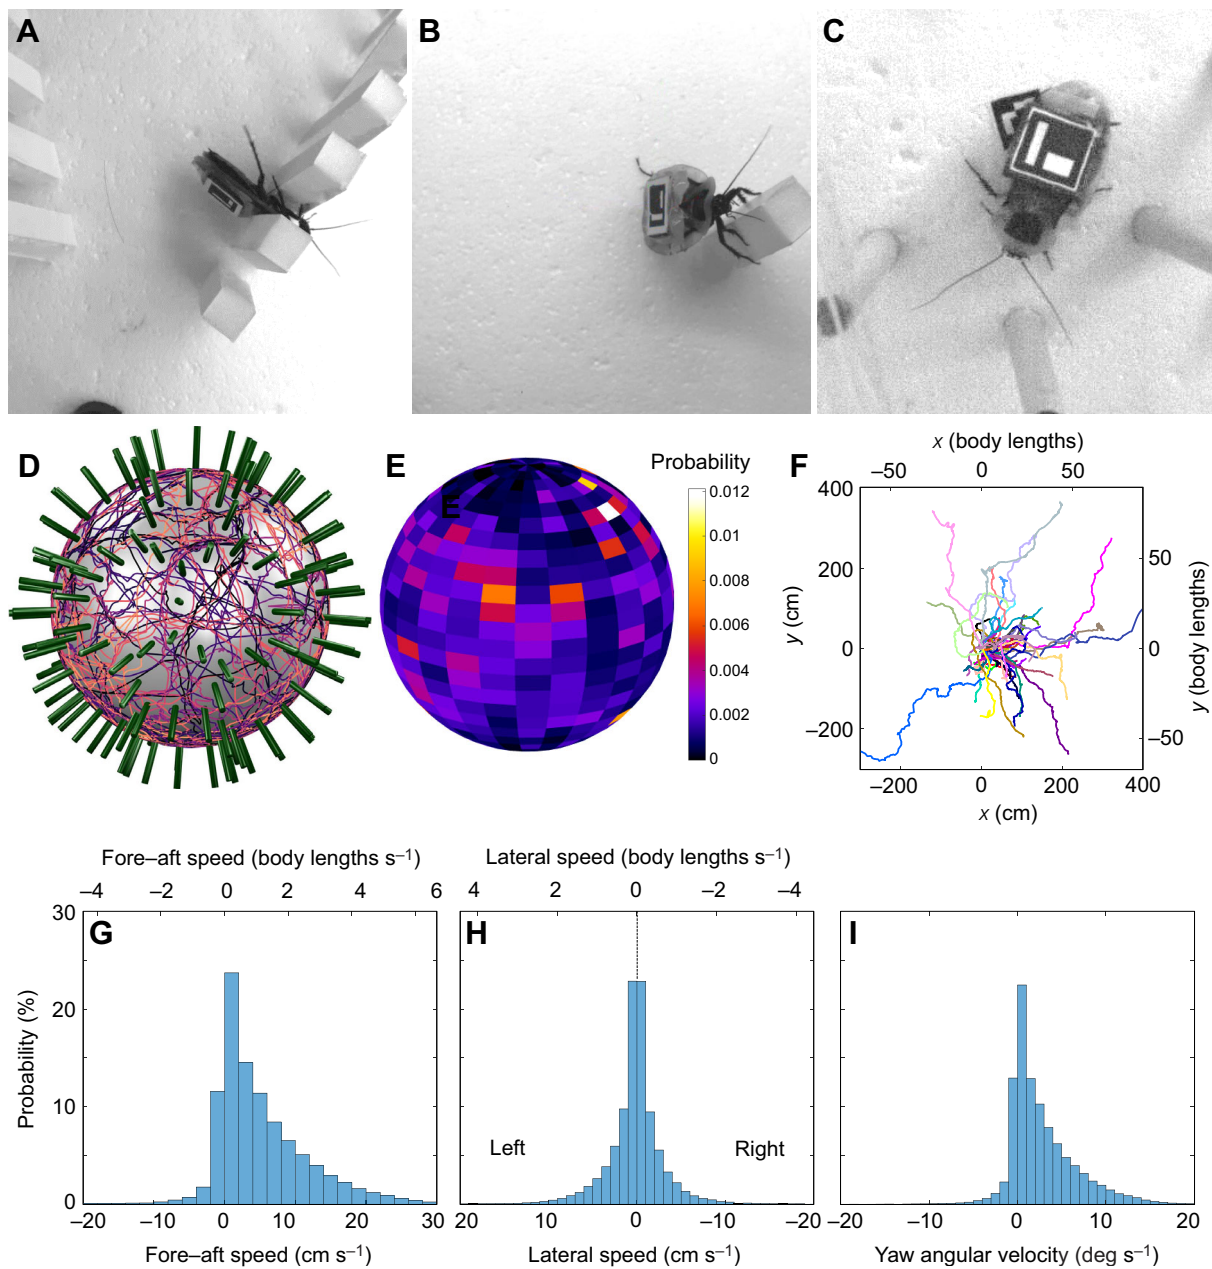 A
B
C
D
E
E
Probability
0.012
0.01
0.008
0.006
0.004
0.002
0
F
x (body lengths)
–50 0 50
400
200
0
–200
y (cm)
50
0
–50
y (body lengths)
–200 0 200 400
x (cm)
Fore–aft speed (body lengths s–1)
–4 –2 0 2 4 6
Lateral speed (body lengths s–1)
4 2 0 –2 –4
G
H
I
30
20
10
0
Probability (%)
Left
Right
–20 –10 0 10 20 30
Fore–aft speed (cm s–1)
20 10 0 –10 –20
Lateral speed (cm s–1)
–20 –10 0 10 20
Yaw angular velocity (deg s–1)